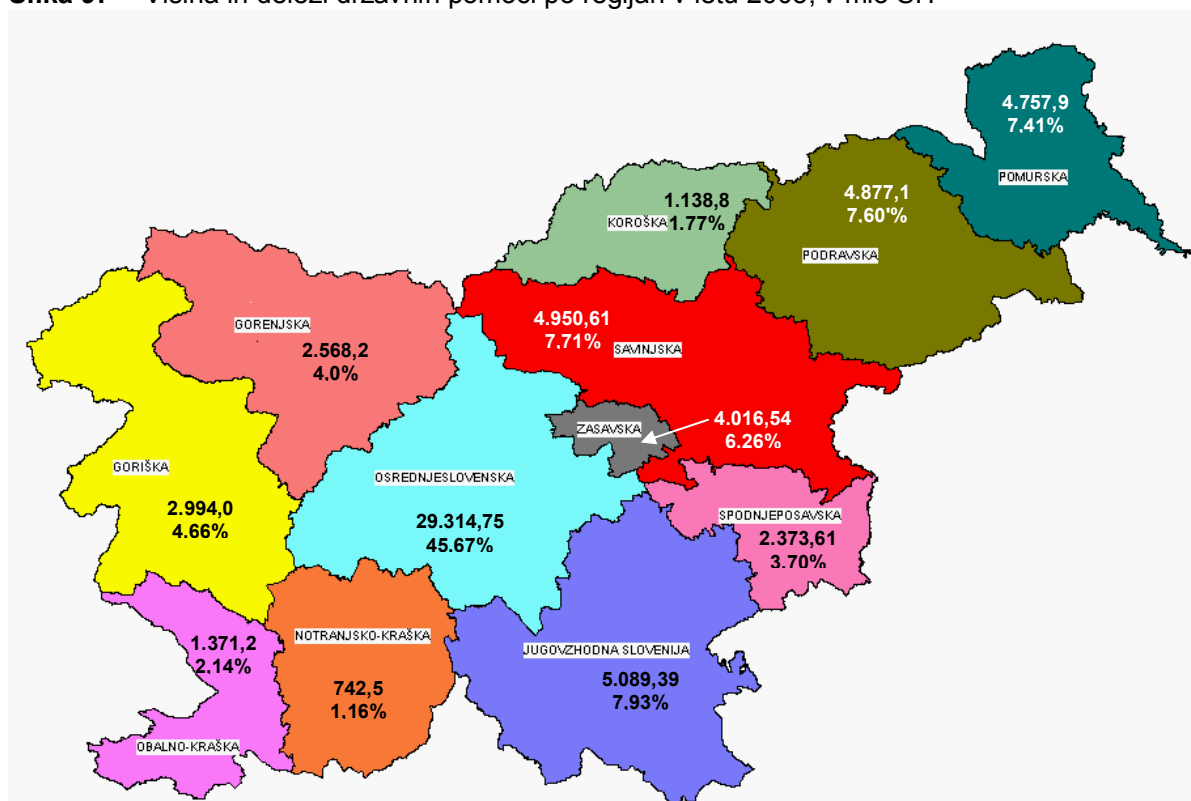 4.757,9
7.41%
POMURSKA
4.877,1
7.60'%
PODRAVSKA
1.138,8
KOROŠKA 1.77%
GORENJSKA
2.568,2
4.0%
4.950,61
7.71% SAVINJSKA
ZASAVSKA 4.016,54
6.26%
GORIŠKA
2.994,0
4.66%
OSREDNJESLOVENSKA
29.314,75
45.67%
SPODNJEPOSAVSKA
2.373,61
3.70%
1.371,2
2.14%
OBALNO-KRAŠKA
NOTRANJSKO-KRAŠKA
742,5
1.16%
JUGOVZHODNA SLOVENIJA
5.089,39
7.93%